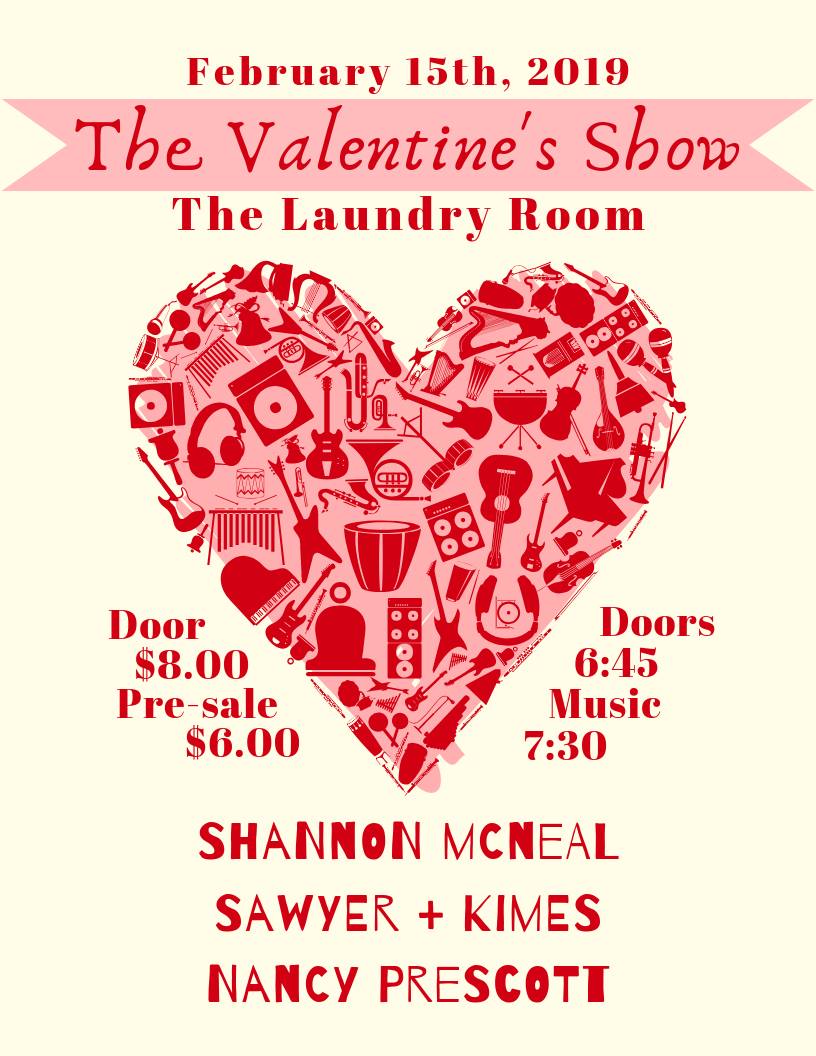 February 15th, 2019
The Valentine's Show
The Laundry Room
Door
$8.00
Pre-sale
$6.00
Doors
6:45
Music
7:30
SHANNON MCNEAL
SAWYER + KIMES
NANCY PRESCOTT